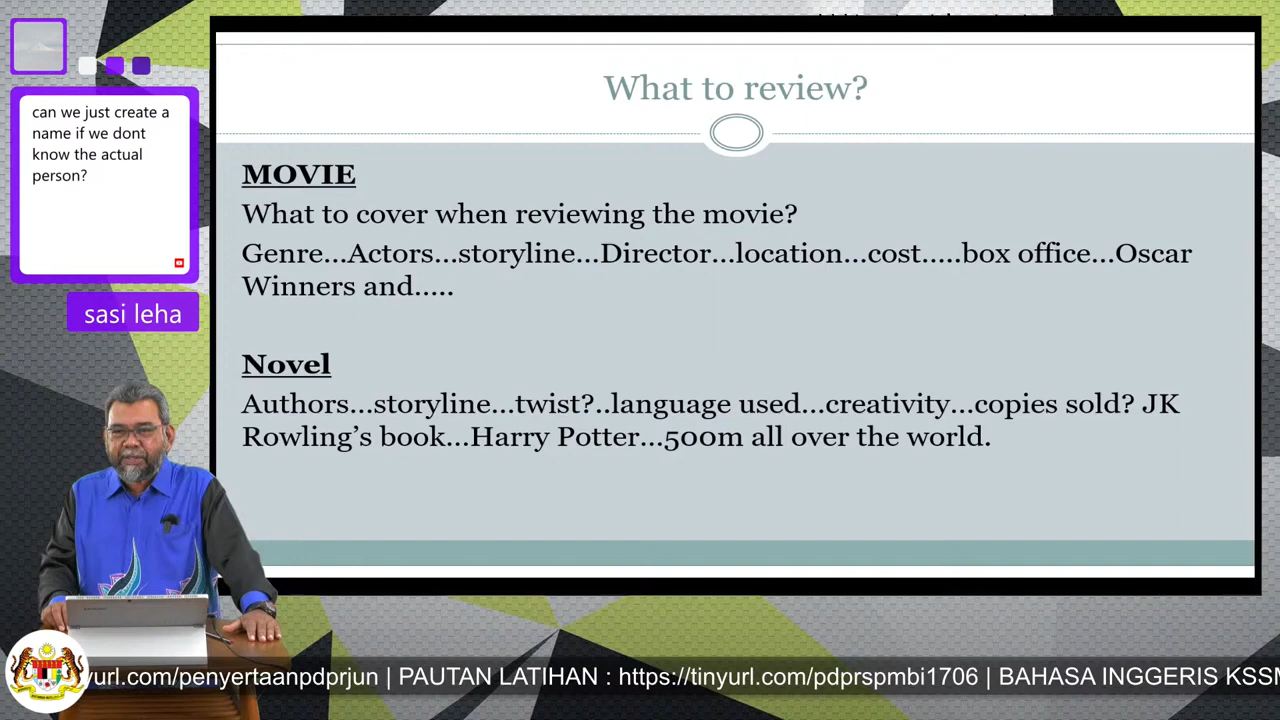 can we just create a
name if we dont
know the actual
person?
sasi leha
What to review?
MOVIE
What to cover when reviewing the movie?
Genre...Actors...storyline...Director...location...cost.....box office...Oscar
Winners and.....
Novel
Authors...storyline...twist?..language used...creativity...copies sold? JK
Rowling's book...Harry Potter...500m all over the world.
yurl.com/penyertaanpdprjun | PAUTAN LATIHAN : https://tinyurl.com/pdprspmbi1706 | BAHASA INGGERIS KSSM